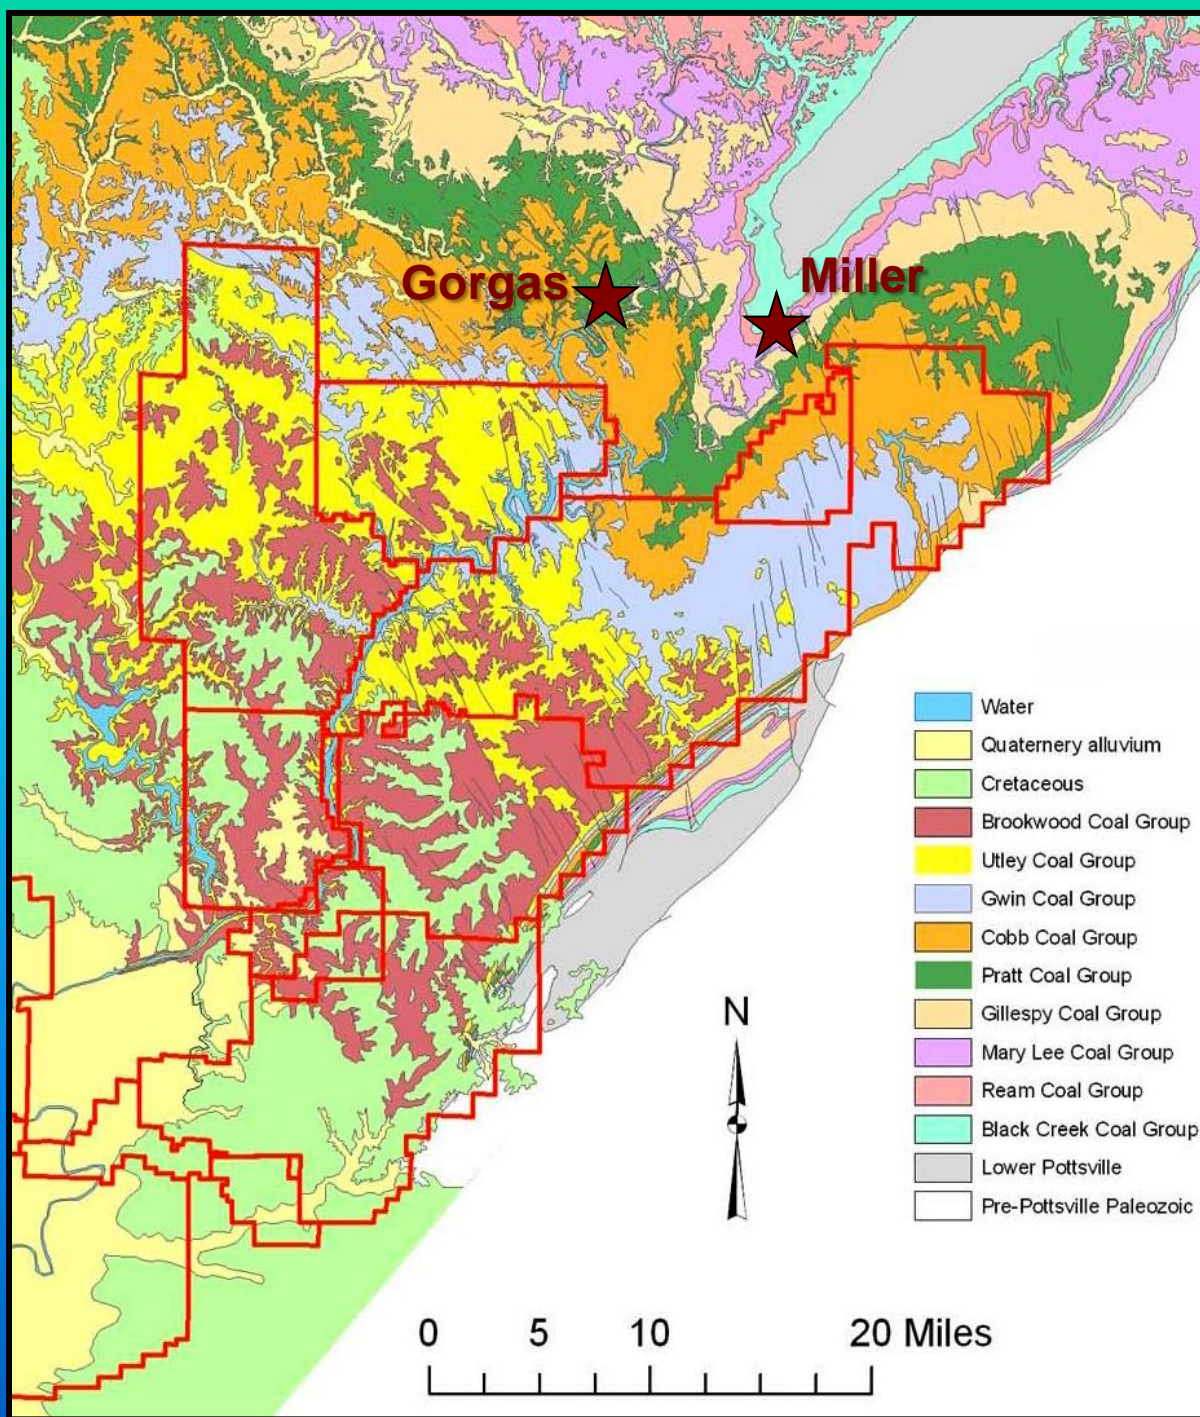 Gorgas
Miller
Water
Quaternery alluvium
Cretaceous
Brookwood Coal Group
Utley Coal Group
Gwin Coal Group
Cobb Coal Group
Pratt Coal Group
Gillespy Coal Group
Mary Lee Coal Group
Ream Coal Group
Black Creek Coal Group
Lower Pottsville
Pre-Pottsville Paleozoic
N
0 5 10 20 Miles